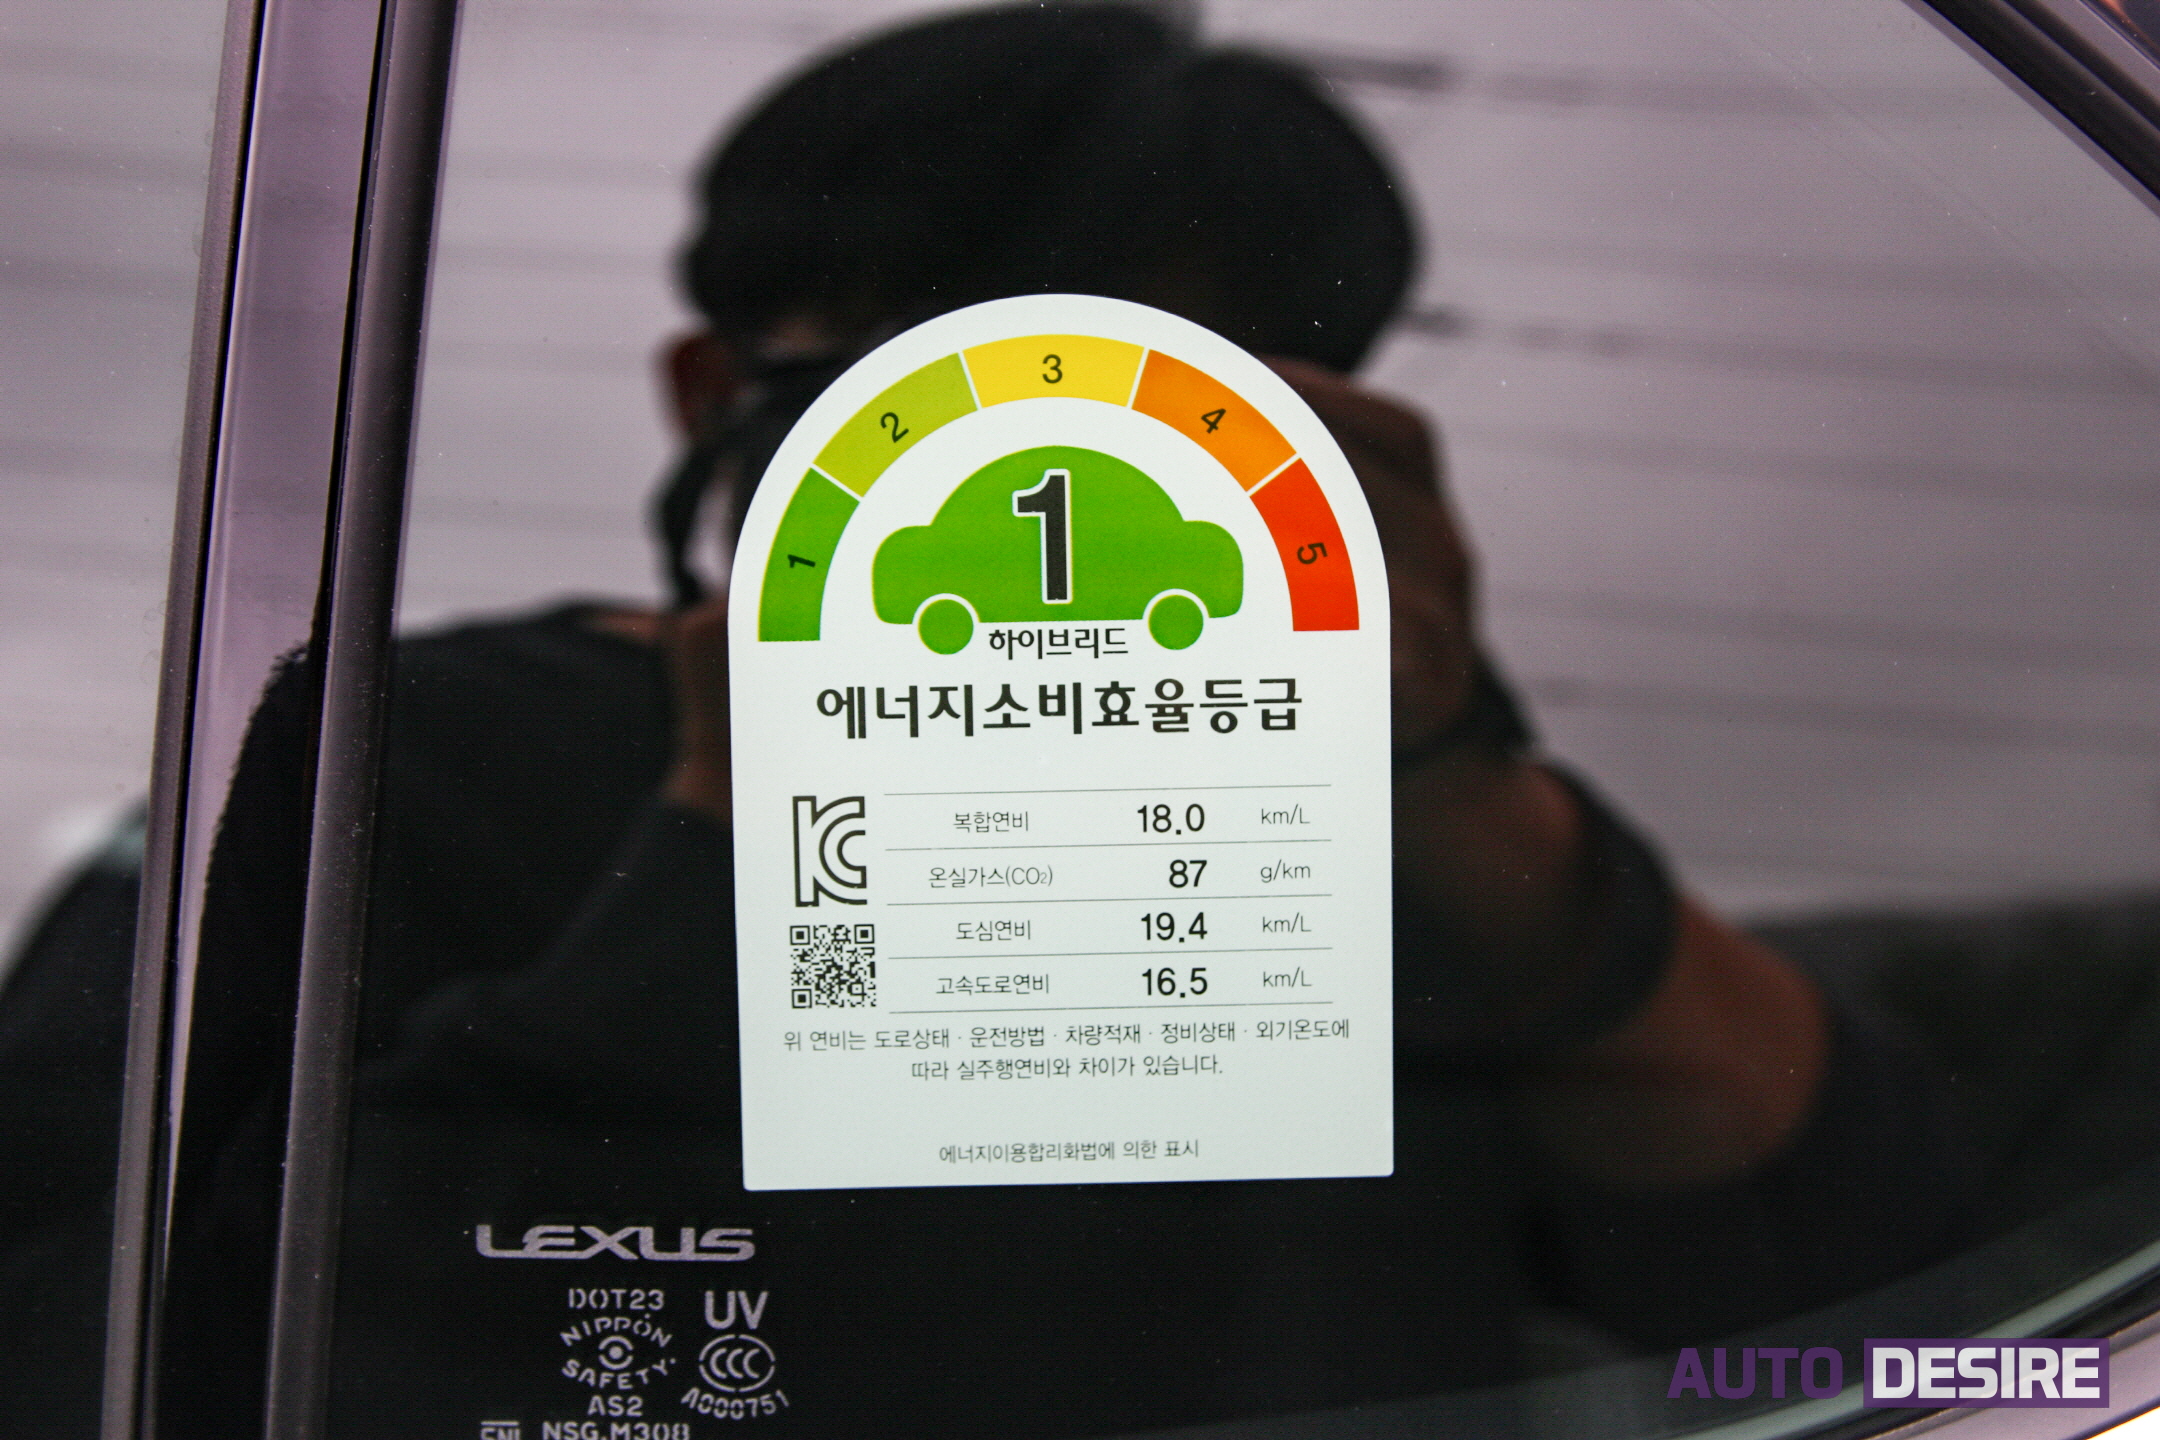 1
2
3
4
5
1
하이브리드
에너지소비효율등급
KC
복합연비 18.0 km/L
온실가스(CO₂) 87 g/km
도심연비 19.4 km/L
고속도로연비 16.5 km/L
위 연비는 도로상태 · 운전방법 · 차량적재 · 정비상태 · 외기온도에
따라 실주행연비와 차이가 있습니다.
에너지이용합리화법에 의한 표시
LEXUS
DOT23
NIPPON
SAFETY
AS2
NSG.M308
UV
CCC
A000751
AUTO DESIRE